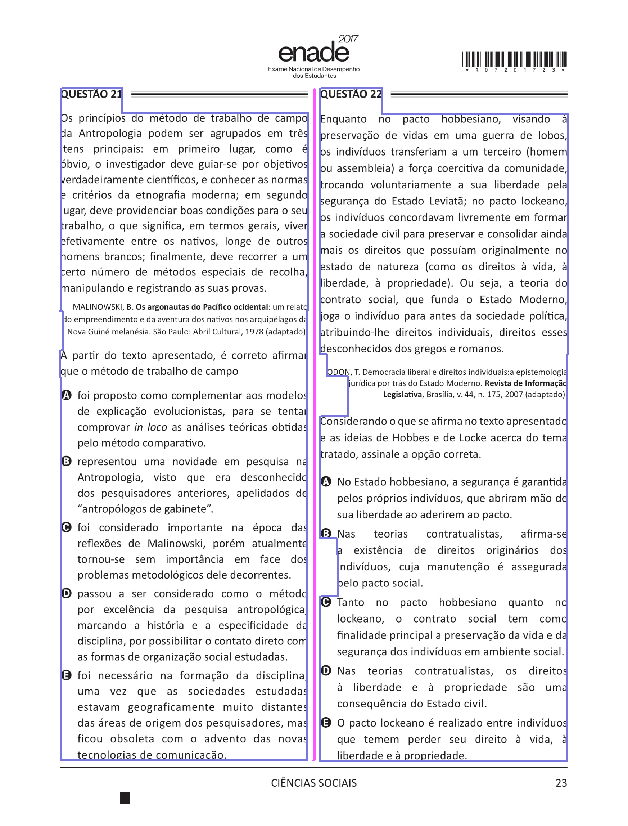 enade 2017
Exame Nacional de Desempenho
dos Estudantes
*R07201723*
QUESTÃO 21
Os princípios do método de trabalho de campo
da Antropologia podem ser agrupados em três
itens principais: em primeiro lugar, como é
óbvio, o investigador deve guiar-se por objetivos
verdadeiramente científicos, e conhecer as normas
e critérios da etnografia moderna; em segundo
lugar, deve providenciar boas condições para o seu
trabalho, o que significa, em termos gerais, viver
efetivamente entre os nativos, longe de outros
homens brancos; finalmente, deve recorrer a um
certo número de métodos especiais de recolha,
manipulando e registrando as suas provas.
MALINOWSKI, B. Os argonautas do Pacífico ocidental: um relato
do empreendimento e da aventura dos nativos nos arquipélagos da
Nova Guiné melanésia. São Paulo: Abril Cultural, 1978 (adaptado)
A partir do texto apresentado, é correto afirmar
que o método de trabalho de campo
A foi proposto como complementar aos modelos
de explicação evolucionistas, para se tentar
comprovar in loco as análises teóricas obtidas
pelo método comparativo.
B representou uma novidade em pesquisa na
Antropologia, visto que era desconhecido
dos pesquisadores anteriores, apelidados de
“antropólogos de gabinete”.
C foi considerado importante na época das
reflexões de Malinowski, porém atualmente
tornou-se sem importância em face dos
problemas metodológicos dele decorrentes.
D passou a ser considerado como o método
por excelência da pesquisa antropológica,
marcando a história e a especificidade da
disciplina, por possibilitar o contato direto com
as formas de organização social estudadas.
E foi necessário na formação da disciplina,
uma vez que as sociedades estudadas
estavam geograficamente muito distantes
das áreas de origem dos pesquisadores, mas
ficou obsoleta com o advento das novas
tecnologias de comunicação.
QUESTÃO 22
Enquanto no pacto hobbesiano, visando à
preservação de vidas em uma guerra de lobos,
os indivíduos transferiam a um terceiro (homem
ou assembleia) a força coercitiva da comunidade,
trocando voluntariamente a sua liberdade pela
segurança do Estado Leviatã; no pacto lockeano,
os indivíduos concordavam livremente em formar
a sociedade civil para preservar e consolidar ainda
mais os direitos que possuíam originalmente no
estado de natureza (como os direitos à vida, à
liberdade, à propriedade). Ou seja, a teoria do
contrato social, que funda o Estado Moderno,
joga o indivíduo para antes da sociedade política,
atribuindo-lhe direitos individuais, direitos esses
desconhecidos dos gregos e romanos.
ODON, T. Democracia liberal e direitos individuais:a epistemologia
jurídica por trás do Estado Moderno. Revista de Informação
Legislativa, Brasília, v. 44, n. 175, 2007 (adaptado)
Considerando o que se afirma no texto apresentado
e as ideias de Hobbes e de Locke acerca do tema
tratado, assinale a opção correta.
A No Estado hobbesiano, a segurança é garantida
pelos próprios indivíduos, que abriram mão de
sua liberdade ao aderirem ao pacto.
B Nas teorias contratualistas, afirma-se
a existência de direitos originários dos
indivíduos, cuja manutenção é assegurada
pelo pacto social.
C Tanto no pacto hobbesiano quanto no
lockeano, o contrato social tem como
finalidade principal a preservação da vida e da
segurança dos indivíduos em ambiente social.
D Nas teorias contratualistas, os direitos
à liberdade e à propriedade são uma
consequência do Estado civil.
E O pacto lockeano é realizado entre indivíduos
que temem perder seu direito à vida, à
liberdade e à propriedade.
CIÊNCIAS SOCIAIS
23